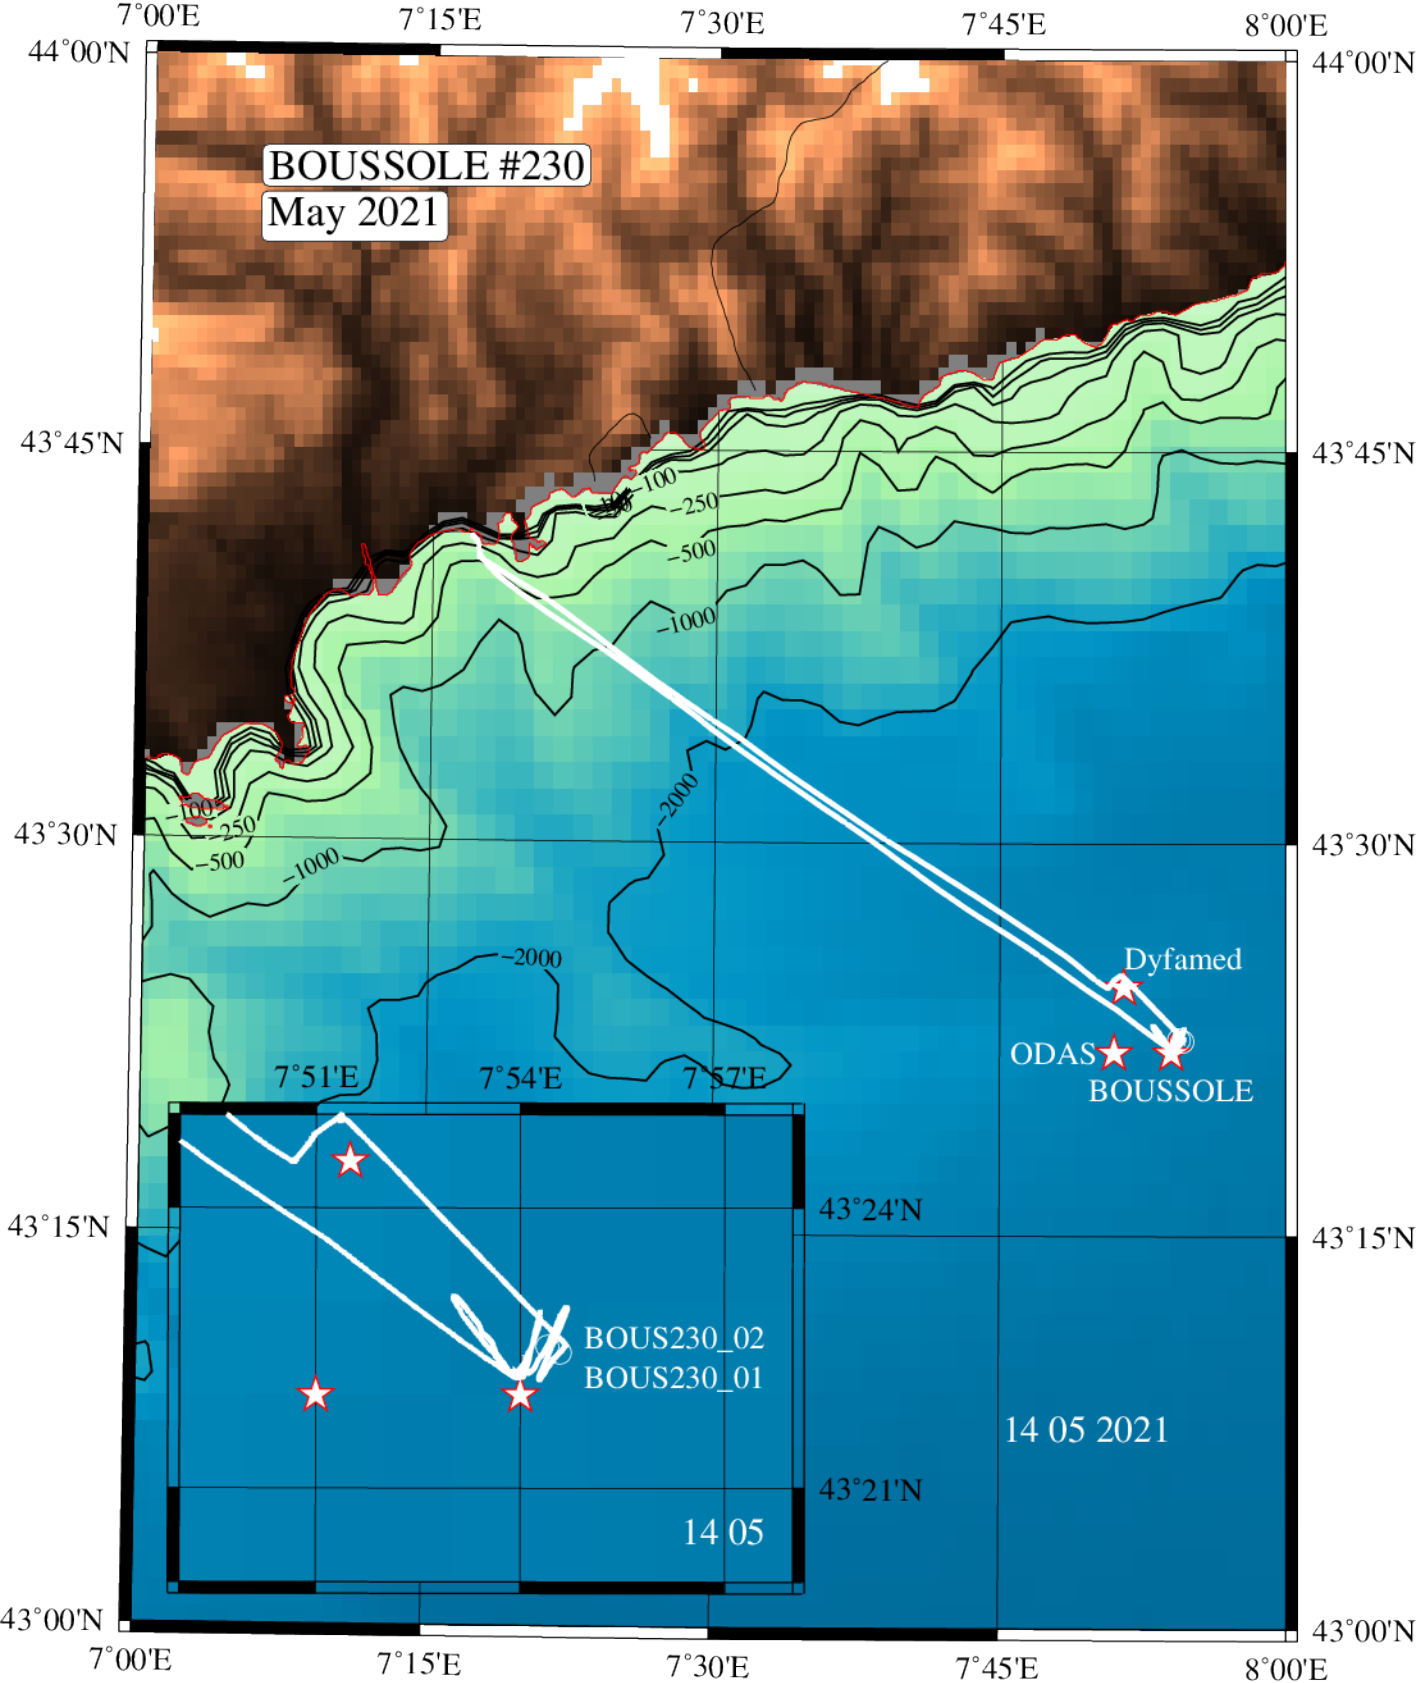 7°00'E 7°15'E 7°30'E 7°45'E 8°00'E
44°00'N 44°00'N
BOUSSOLE #230
May 2021
43°45'N 43°45'N
−100
−250
−500
−1000
−2000
−100
−250
−500
−1000
43°30'N 43°30'N
−2000
Dyfamed
ODAS
BOUSSOLE
7°51'E 7°54'E 7°57'E
43°24'N
43°15'N 43°15'N
BOUS230_02
BOUS230_01
14 05 2021
43°21'N
14 05
43°00'N 43°00'N
7°00'E 7°15'E 7°30'E 7°45'E 8°00'E